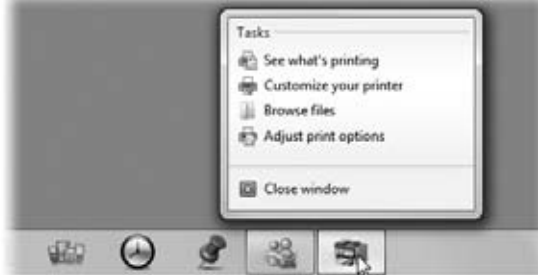 Tasks
See what's printing
Customize your printer
Browse files
Adjust print options
Close window